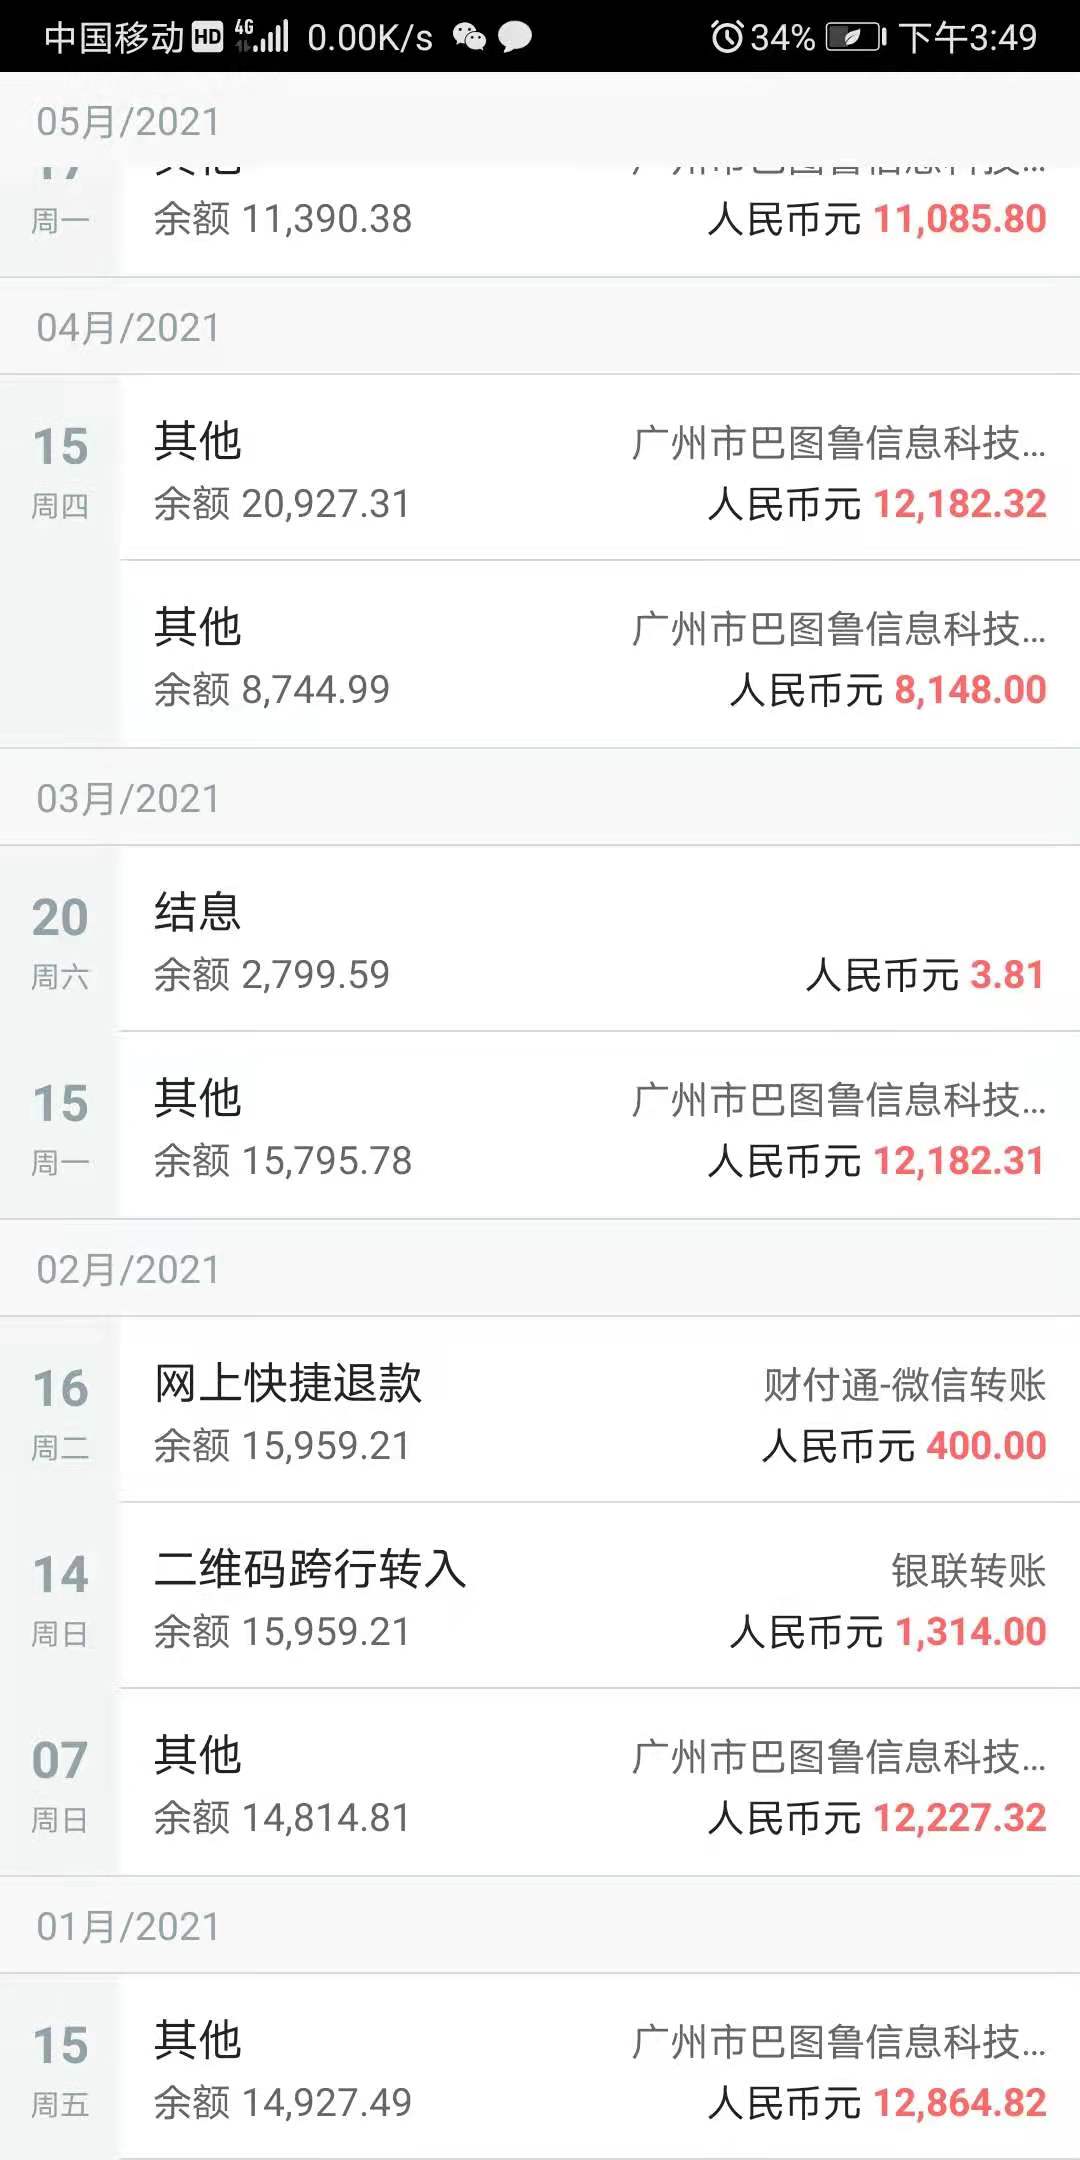 中国移动 HD 4G 0.00K/s 34% 下午3:49
05月/2021
17 其他 广州市巴图鲁信息科技...
周一 余额 11,390.38 人民币元 11,085.80
04月/2021
15 其他 广州市巴图鲁信息科技...
周四 余额 20,927.31 人民币元 12,182.32
其他 广州市巴图鲁信息科技...
余额 8,744.99 人民币元 8,148.00
03月/2021
20 结息
周六 余额 2,799.59 人民币元 3.81
15 其他 广州市巴图鲁信息科技...
周一 余额 15,795.78 人民币元 12,182.31
02月/2021
16 网上快捷退款 财付通-微信转账
周二 余额 15,959.21 人民币元 400.00
14 二维码跨行转入 银联转账
周日 余额 15,959.21 人民币元 1,314.00
07 其他 广州市巴图鲁信息科技...
周日 余额 14,814.81 人民币元 12,227.32
01月/2021
15 其他 广州市巴图鲁信息科技...
周五 余额 14,927.49 人民币元 12,864.82